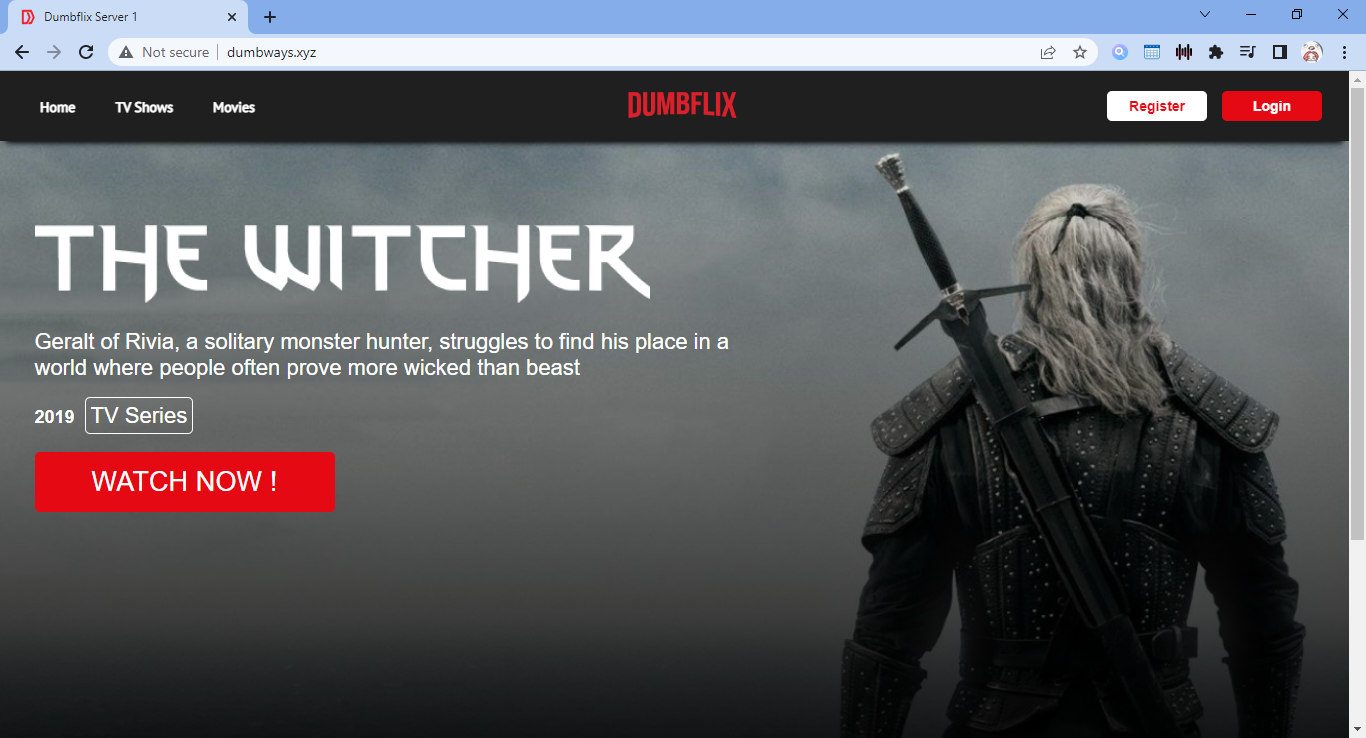 Dumbflix Server 1
Not secure
dumbways.xyz
Home
TV Shows
Movies
DUMBFLIX
Register
Login
THE WITCHER
Geralt of Rivia, a solitary monster hunter, struggles to find his place in a
world where people often prove more wicked than beast
2019 TV Series
WATCH NOW !